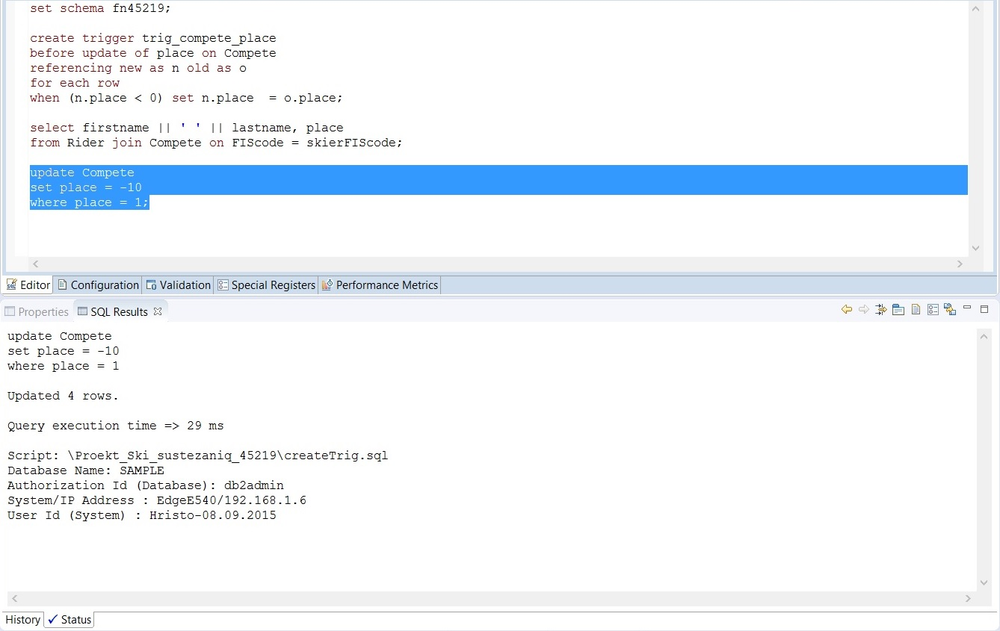 set schema fn45219;
create trigger trig_compete_place
before update of place on Compete
referencing new as n old as o
for each row
when (n.place < 0) set n.place  = o.place;
select firstname || ' ' || lastname, place
from Rider join Compete on FIScode = skierFIScode;
update Compete
set place = -10
where place = 1;
Editor Configuration Validation Special Registers Performance Metrics
Properties SQL Results
update Compete
set place = -10
where place = 1
Updated 4 rows.
Query execution time => 29 ms
Script: \Proekt_Ski_sustezaniq_45219\createTrig.sql
Database Name: SAMPLE
Authorization Id (Database): db2admin
System/IP Address : EdgeE540/192.168.1.6
User Id (System) : Hristo-08.09.2015
History Status